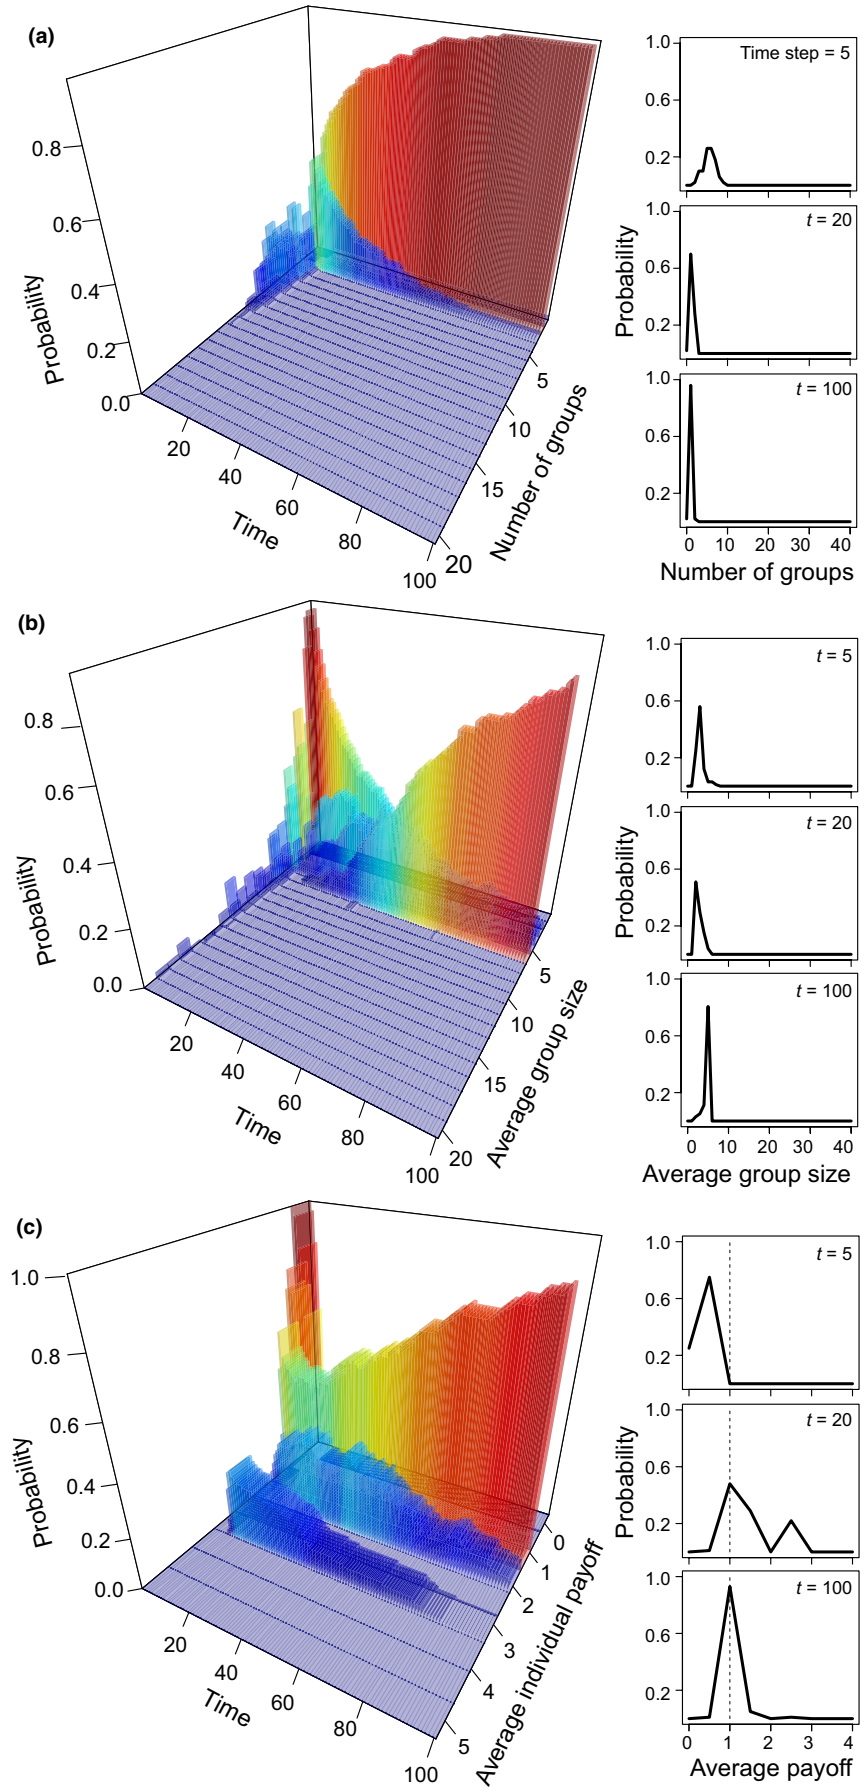 (a)
0.8
0.6
0.4
0.2
0.0
Probability
20
40
60
80
100
Time
5
10
15
20
Number of groups
Time step = 5
1.0
0.6
0.2
t = 20
1.0
0.6
0.2
t = 100
1.0
0.6
0.2
Probability
0 10 20 30 40
Number of groups
(b)
0.8
0.6
0.4
0.2
0.0
Probability
20
40
60
80
100
Time
5
10
15
20
Average group size
t = 5
1.0
0.6
0.2
t = 20
1.0
0.6
0.2
t = 100
1.0
0.6
0.2
Probability
0 10 20 30 40
Average group size
(c)
1.0
0.8
0.6
0.4
0.2
0.0
Probability
20
40
60
80
100
Time
0
1
2
3
4
5
Average individual payoff
t = 5
1.0
0.6
0.2
t = 20
1.0
0.6
0.2
t = 100
1.0
0.6
0.2
Probability
0 1 2 3 4
Average payoff